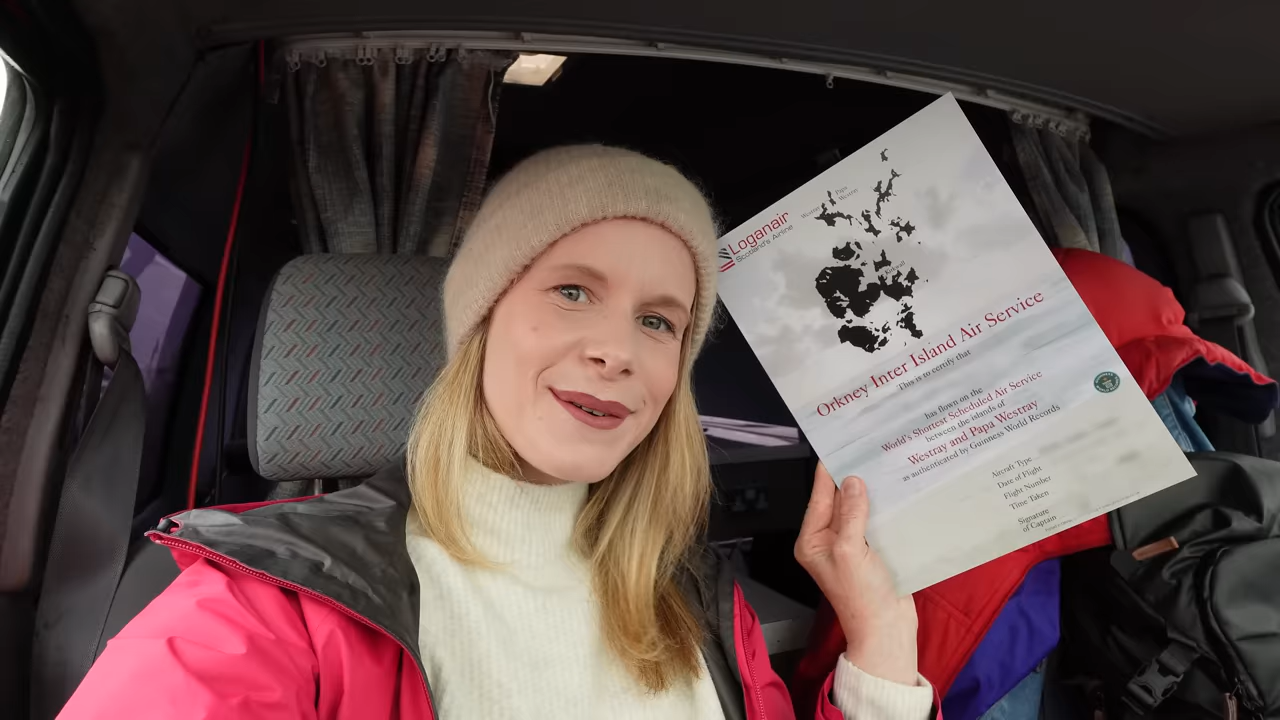 Loganair
Scotland's Airline
Papa
Westray
Westray
Kirkwall
Orkney Inter Island Air Service
This is to certify that
has flown on the
World's Shortest Scheduled Air Service
between the islands of
Westray and Papa Westray
as authenticated by Guinness World Records
Aircraft Type
Date of Flight
Flight Number
Time Taken
Signature
of Captain